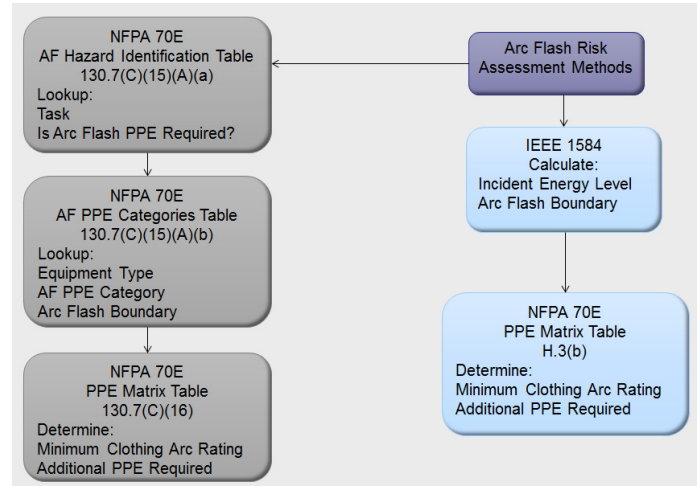 NFPA 70E
AF Hazard Identification Table
130.7(C)(15)(A)(a)
Lookup:
Task
Is Arc Flash PPE Required?
NFPA 70E
AF PPE Categories Table
130.7(C)(15)(A)(b)
Lookup:
Equipment Type
AF PPE Category
Arc Flash Boundary
NFPA 70E
PPE Matrix Table
130.7(C)(16)
Determine:
Minimum Clothing Arc Rating
Additional PPE Required
Arc Flash Risk
Assessment Methods
IEEE 1584
Calculate:
Incident Energy Level
Arc Flash Boundary
NFPA 70E
PPE Matrix Table
H.3(b)
Determine:
Minimum Clothing Arc Rating
Additional PPE Required